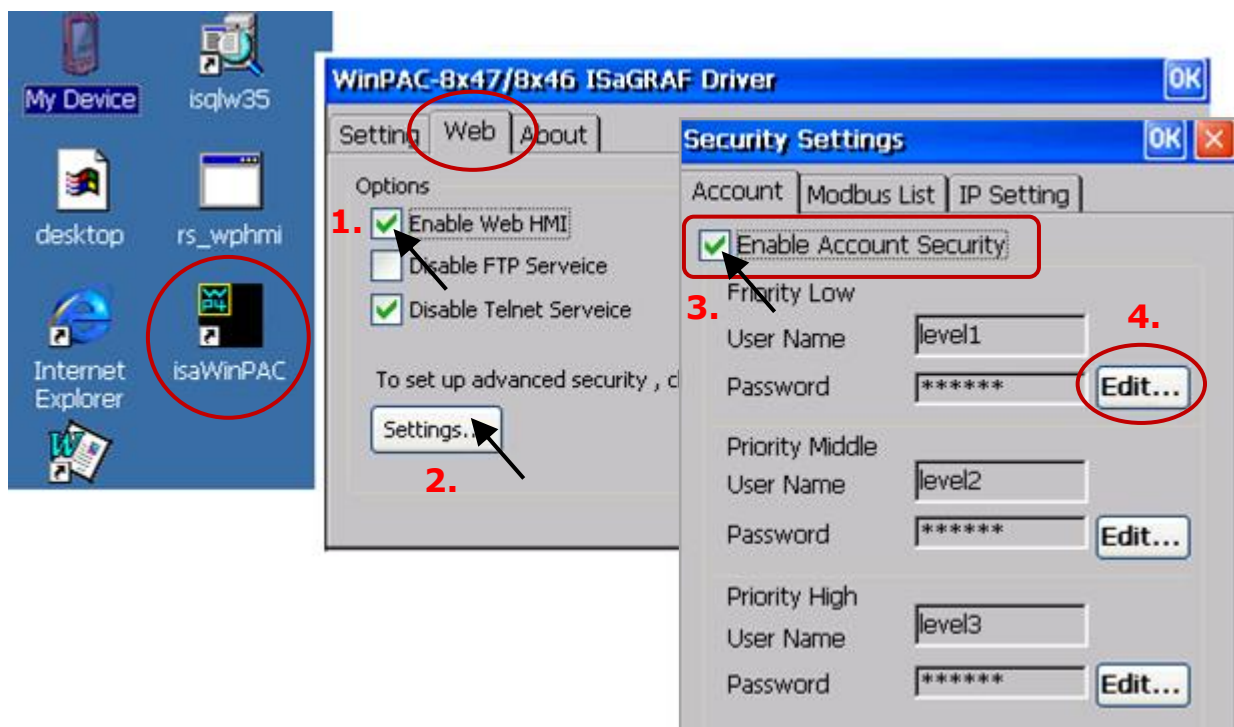 My Device
isqlw35
desktop
rs_wphmi
Internet
Explorer
isaWinPAC
WinPAC-8x47/8x46 ISaGRAF Driver
OK
Setting
Web
About
Options
1.
Enable Web HMI
Disable FTP Serveice
Disable Telnet Serveice
To set up advanced security , cl
Settings..
2.
Security Settings
OK
Account
Modbus List
IP Setting
Enable Account Security
3.
Priority Low
4.
User Name
level1
Password
******
Edit...
Priority Middle
User Name
level2
Password
******
Edit...
Priority High
User Name
level3
Password
******
Edit...